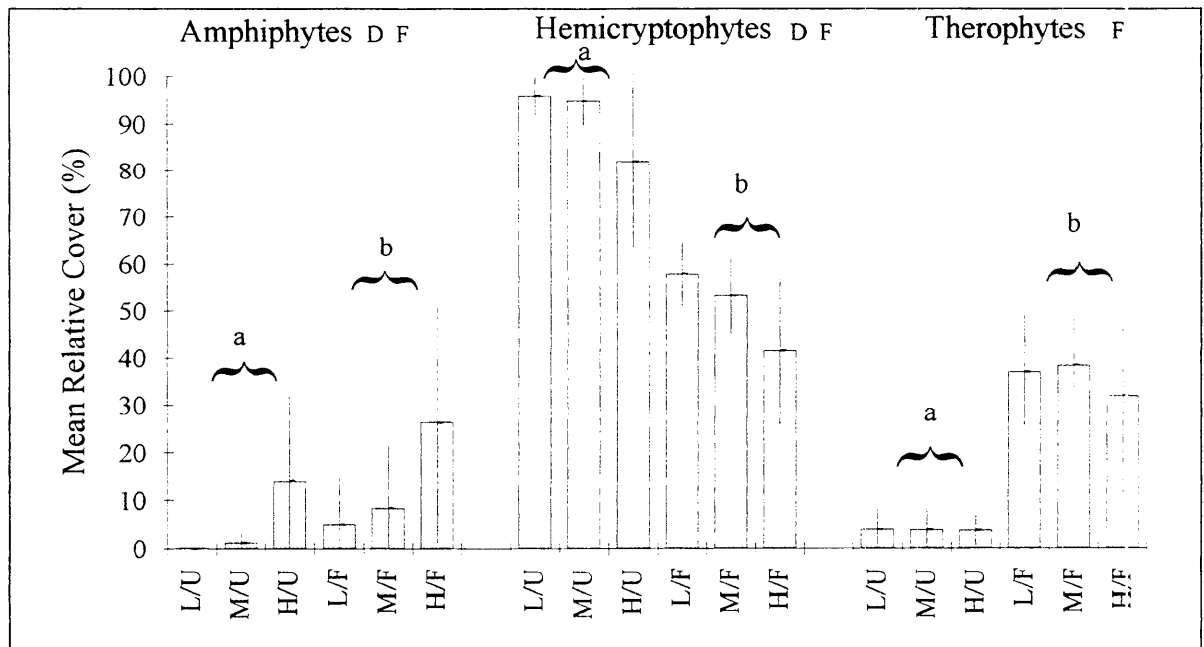 Amphiphytes D F
Hemicryptophytes D F
Therophytes F
Mean Relative Cover (%)
100
90
80
70
60
50
40
30
20
10
0
a
b
a
b
a
b
L/U
M/U
H/U
L/F
M/F
H/F
L/U
M/U
H/U
L/F
M/F
H/F
L/U
M/U
H/U
L/F
M/F
H/F